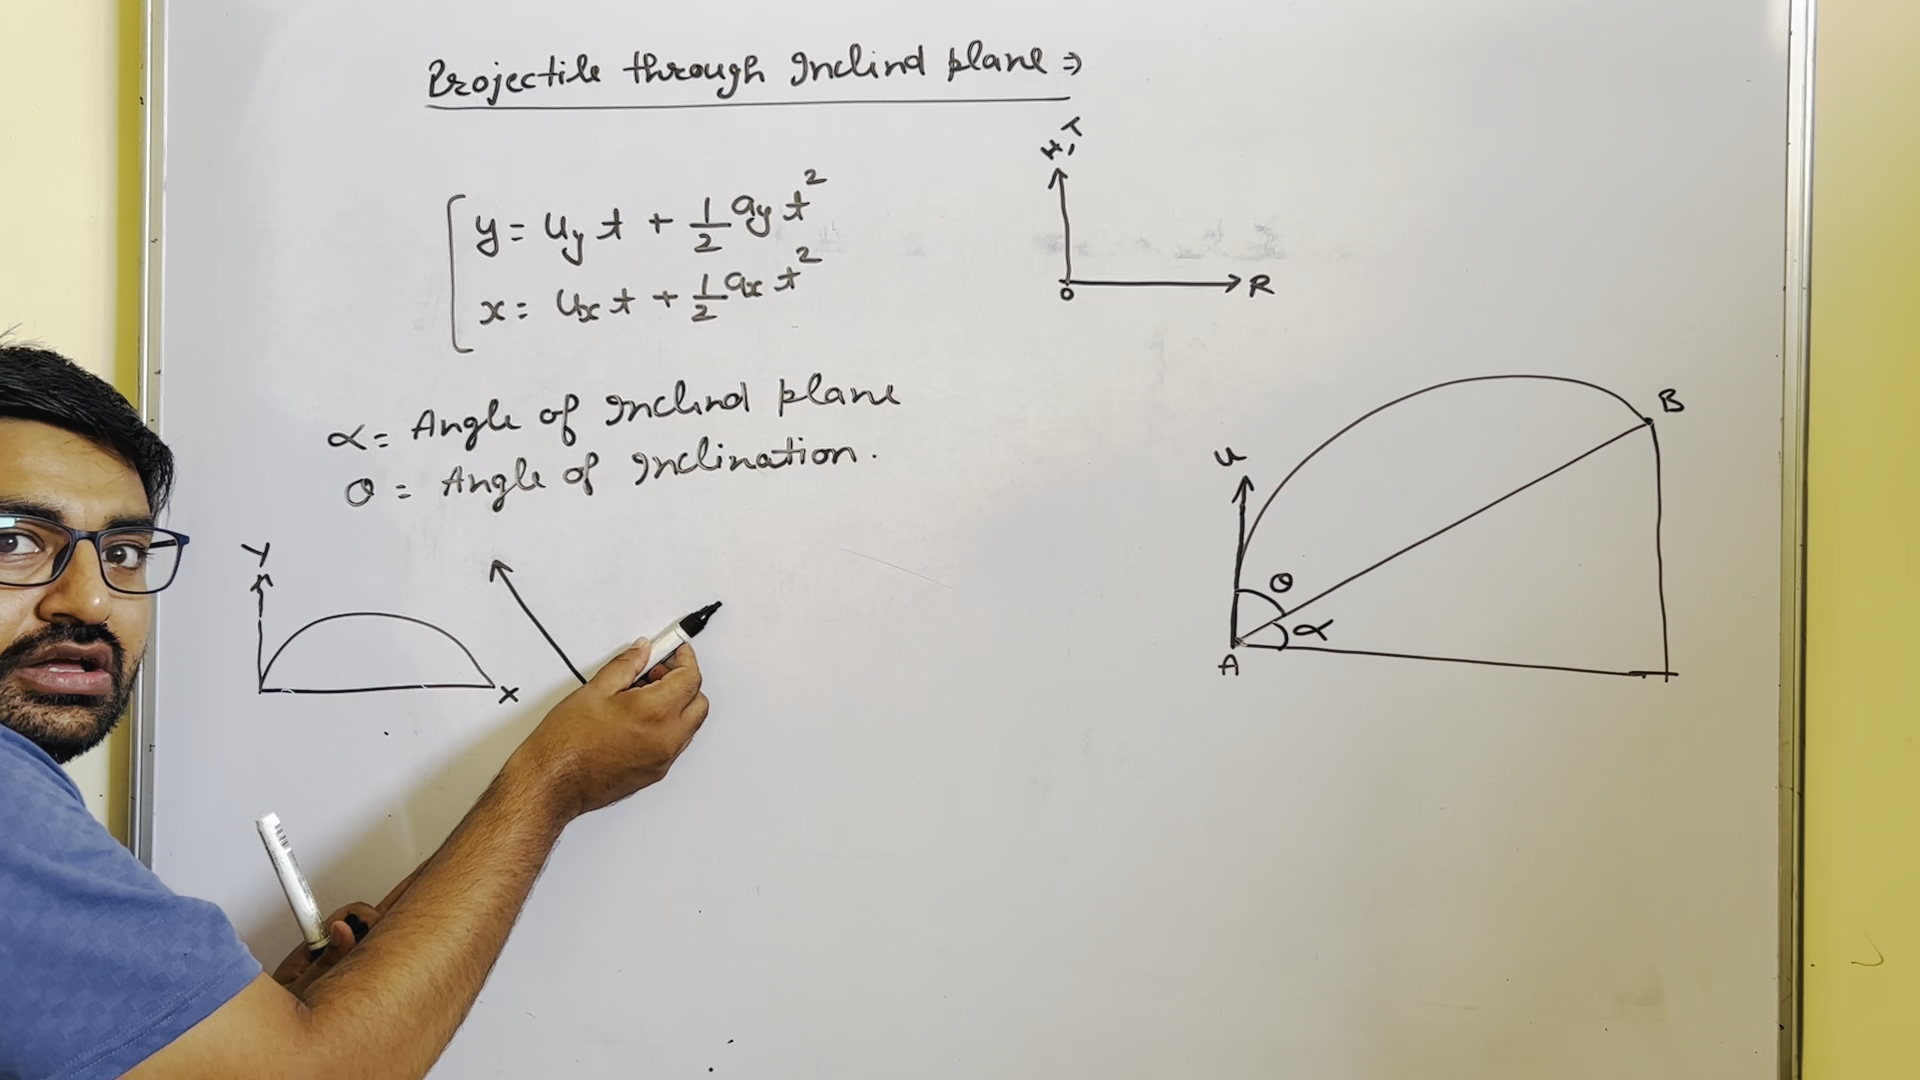 Projectile through Inclind plane ⇒
y = uy t + 1/2 ay t²
x = ux t + 1/2 ax t²
H, T
O
R
α = Angle of Inclind plane
θ = Angle of Inclination.
Y
X
B
u
θ
α
A